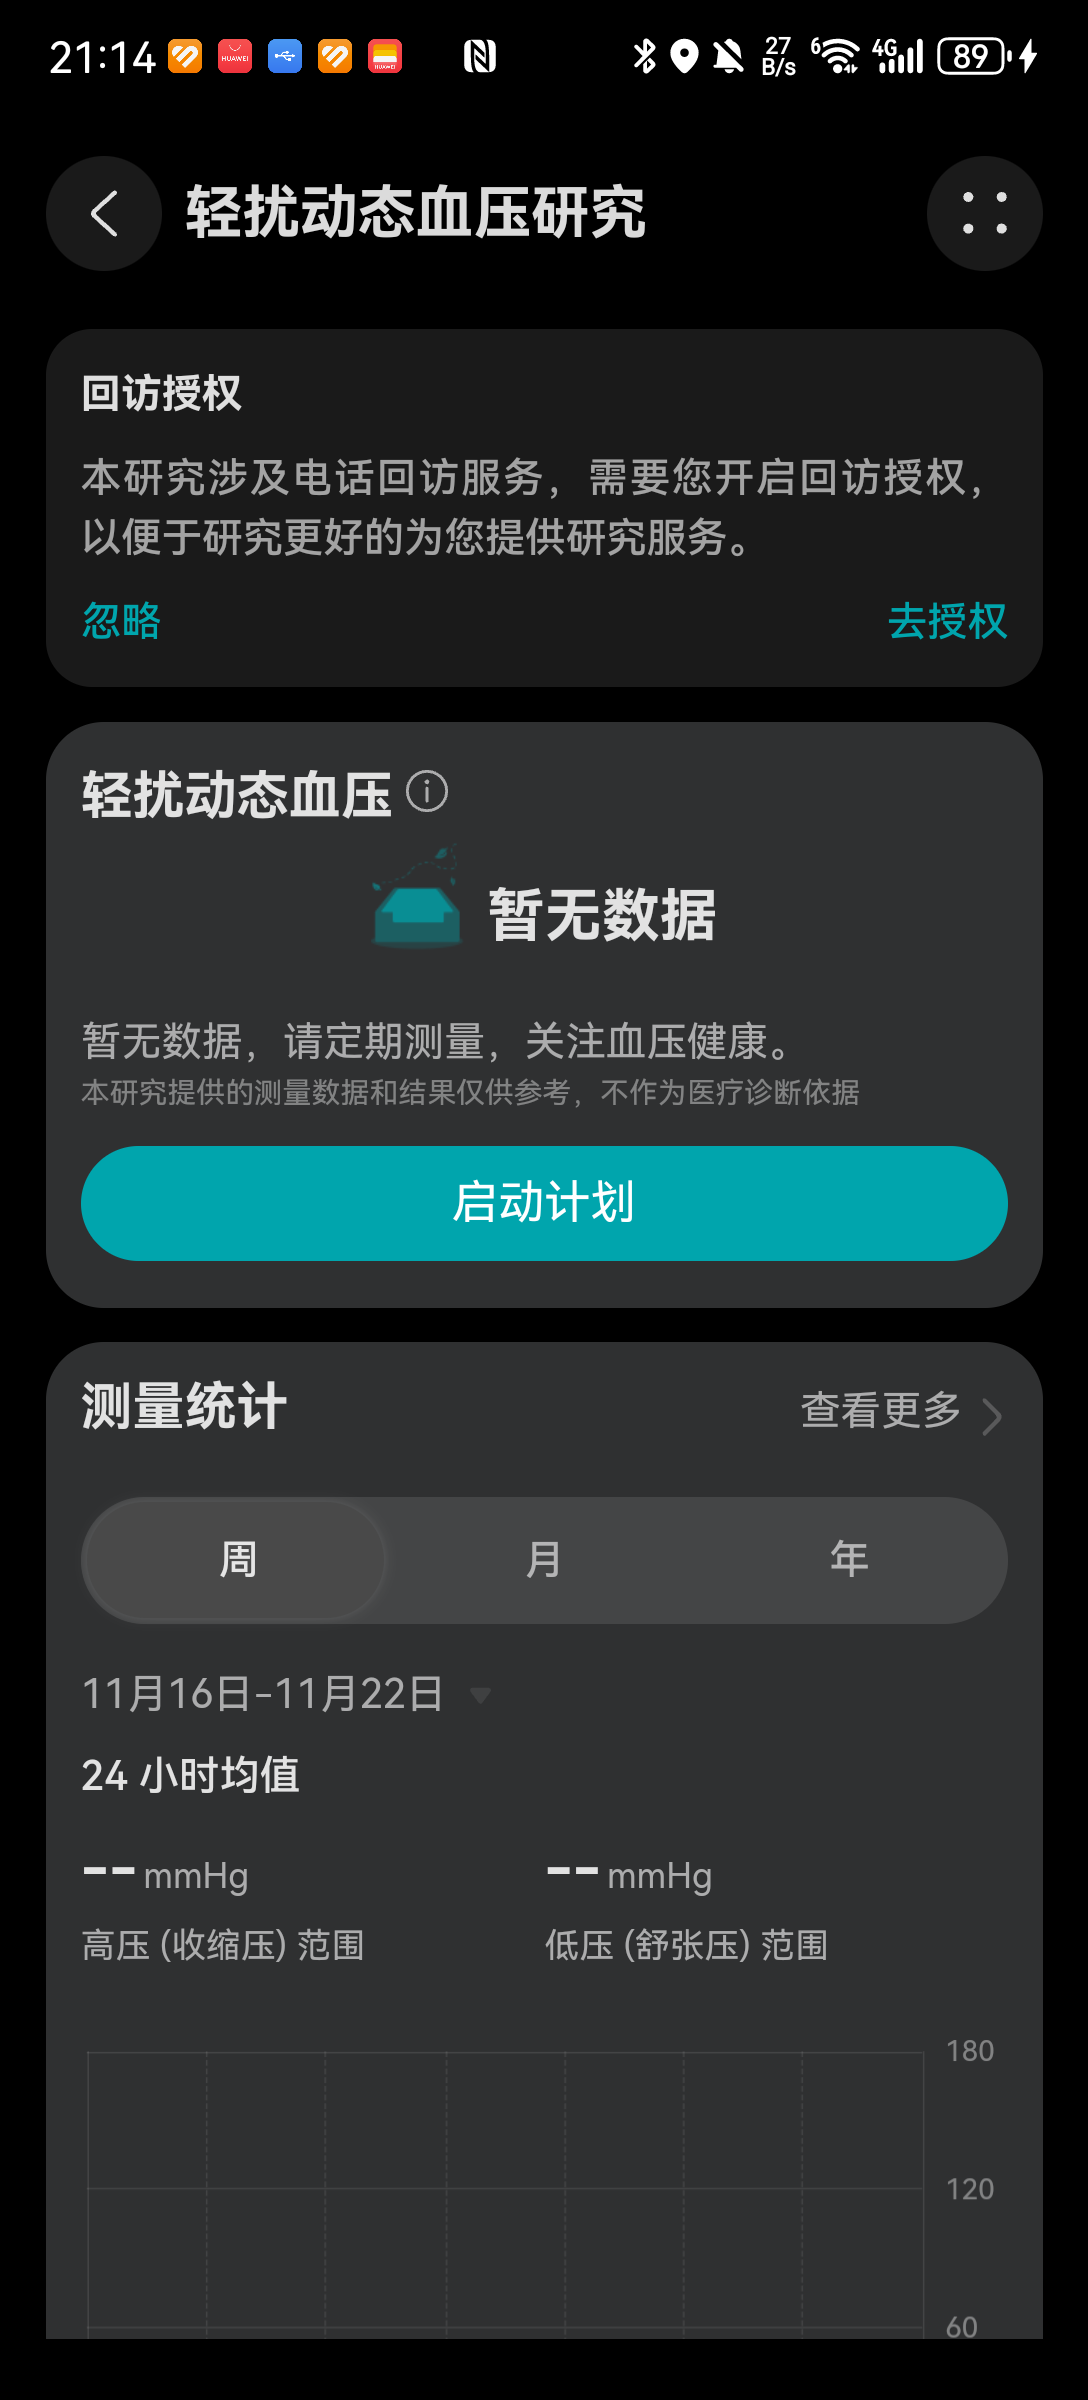 21:14
27
B/s
6
4G
89
轻扰动态血压研究
回访授权
本研究涉及电话回访服务，需要您开启回访授权，
以便于研究更好的为您提供研究服务。
忽略
去授权
轻扰动态血压
暂无数据
暂无数据，请定期测量，关注血压健康。
本研究提供的测量数据和结果仅供参考，不作为医疗诊断依据
启动计划
测量统计
查看更多
周
月
年
11月16日-11月22日
24 小时均值
-- mmHg
-- mmHg
高压 (收缩压) 范围
低压 (舒张压) 范围
180
120
60